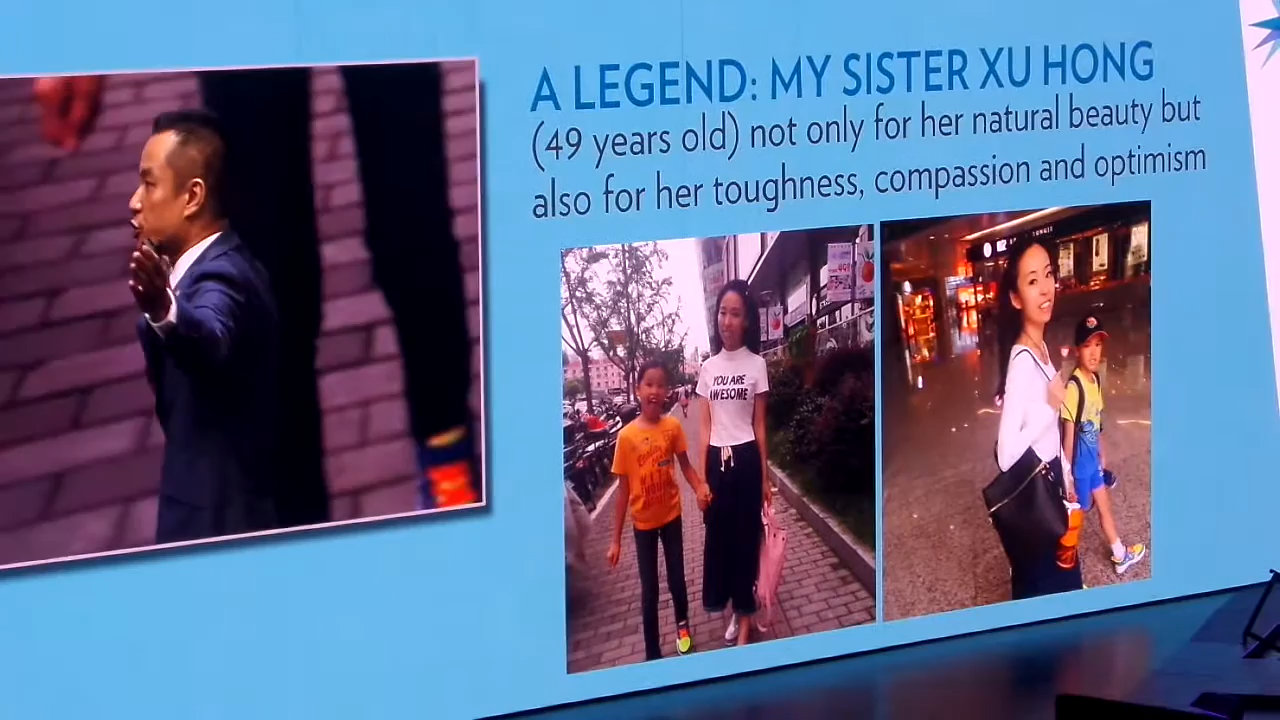 A LEGEND: MY SISTER XU HONG
(49 years old) not only for her natural beauty but
also for her toughness, compassion and optimism
YOU ARE
AWESOME